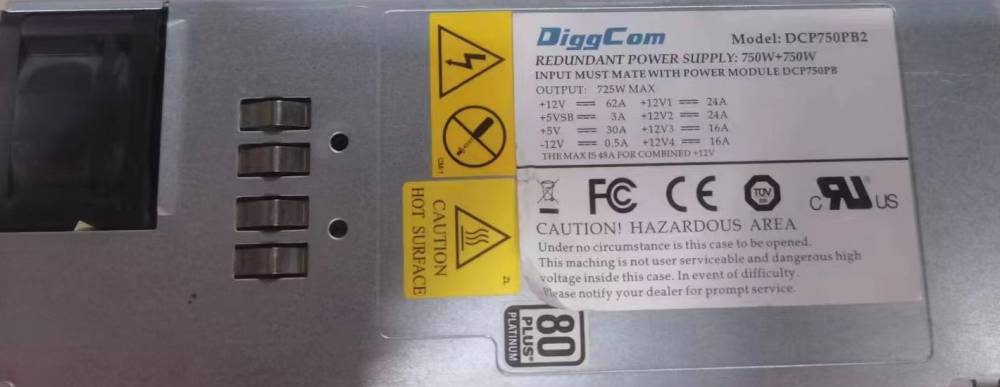 DiggCom Model: DCP750PB2
REDUNDANT POWER SUPPLY: 750W+750W
INPUT MUST MATE WITH POWER MODULE DCP750PB
OUTPUT: 725W MAX
+12V 62A +12V1 24A
+5VSB 3A +12V2 24A
+5V 30A +12V3 16A
-12V 0.5A +12V4 16A
THE MAX IS 48A FOR COMBINED +12V
FC CE TÜV c RU US
CAUTION! HAZARDOUS AREA
Under no circumstance is this case to be opened.
This maching is not user serviceable and dangerous high
voltage inside this case. In event of difficulty.
Please notify your dealer for prompt service.
CAUTION
HOT SURFACE
80
PLUS
PLATINUM